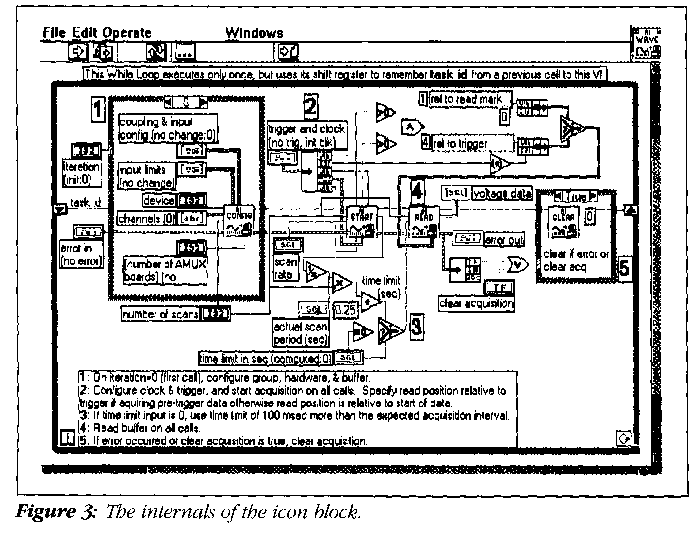 File Edit Operate Windows
WAVE
This While Loop executes only once, but uses its shift register to remember task id from a previous call to this VI.
1
0
coupling & input
config (no change:0)
input limits
(no change)
device
channels (0)
number of AMUX
boards) (no
number of scans
iteration
(init:0)
task id
error in
(no error)
CONFIG
2
trigger and clock
(no trig, int clk)
START
scan
rate
actual scan
period (sec)
0.25
time limit
(sec)
time limit in sec (computed:0)
3
1 rel to read mark
0
4 rel to trigger
4
READ
voltage data
error out
clear acquisition
TF
True
CLEAR
0
clear if error or
clear acq
5
1: On iteration=0 (first call), configure group, hardware, & buffer.
2: Configure clock & trigger, and start acquisition on all calls. Specify read position relative to
trigger if aquiring pre-trigger data otherwise read position is relative to start of data.
3: If time limit input is 0, use time limit of 100 msec more than the expected acquisition interval.
4: Read buffer on all calls.
5: If error occurred or clear acquisition is true, clear acquistion.
Figure 3: The internals of the icon block.